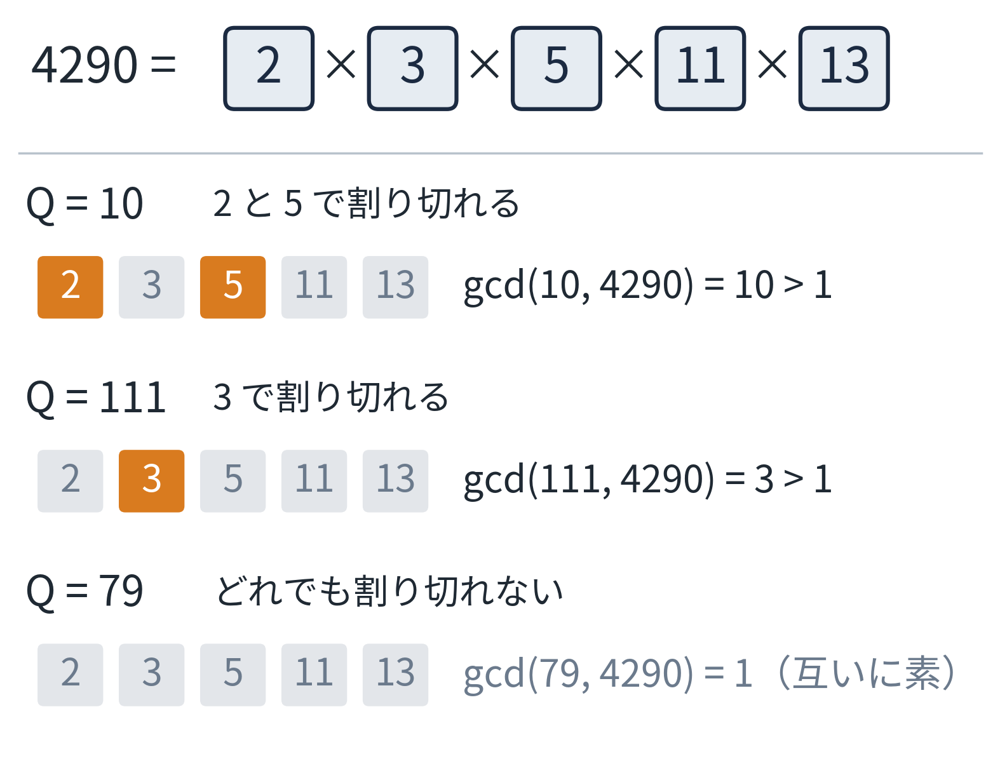 4290 = 2 × 3 × 5 × 11 × 13
Q = 10 2 と 5 で割り切れる
2 3 5 11 13 gcd(10, 4290) = 10 > 1
Q = 111 3 で割り切れる
2 3 5 11 13 gcd(111, 4290) = 3 > 1
Q = 79 どれでも割り切れない
2 3 5 11 13 gcd(79, 4290) = 1（互いに素）